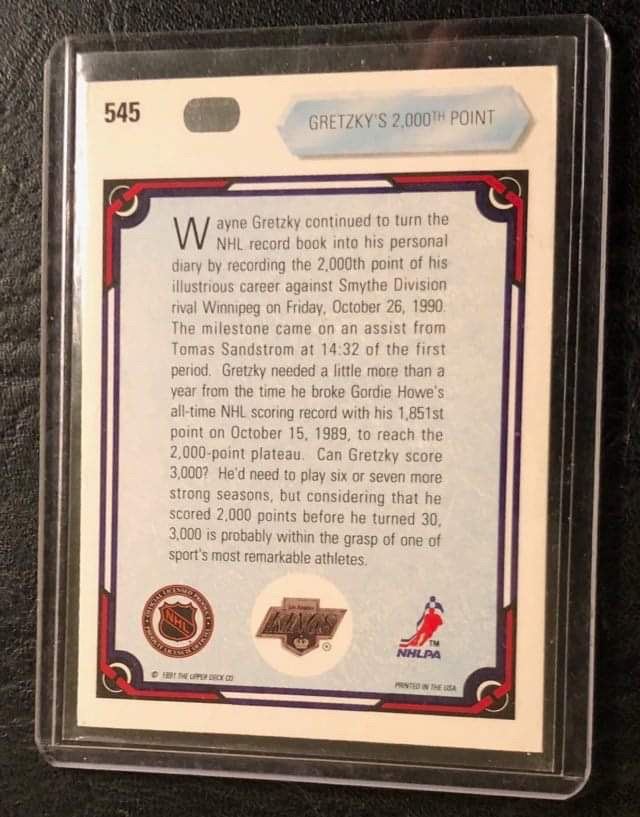 545
GRETZKY'S 2,000TH POINT
Wayne Gretzky continued to turn the
NHL record book into his personal
diary by recording the 2,000th point of his
illustrious career against Smythe Division
rival Winnipeg on Friday, October 26, 1990.
The milestone came on an assist from
Tomas Sandstrom at 14:32 of the first
period. Gretzky needed a little more than a
year from the time he broke Gordie Howe's
all-time NHL scoring record with his 1,851st
point on October 15, 1989, to reach the
2,000-point plateau. Can Gretzky score
3,000? He'd need to play six or seven more
strong seasons, but considering that he
scored 2,000 points before he turned 30,
3,000 is probably within the grasp of one of
sport's most remarkable athletes.
OFFICIAL LICENSED PRODUCT
NHL
Los Angeles
KINGS
®
TM
NHLPA
© 1991 THE UPPER DECK CO.
PRINTED IN THE USA